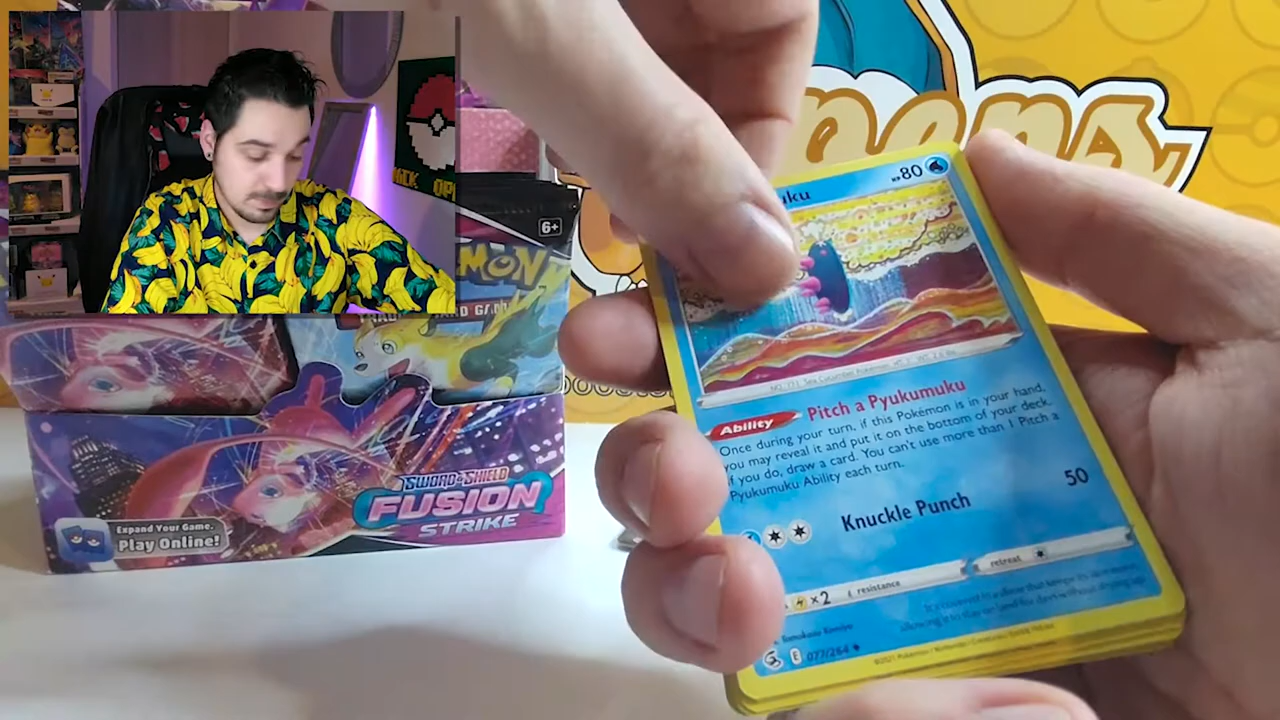 6+
SWORD & SHIELD
FUSION
STRIKE
Expand Your Game.
Play Online!
HP80
Ability Pitch a Pyukumuku
Once during your turn, if this Pokémon is in your hand,
you may reveal it and put it on the bottom of your deck.
If you do, draw a card. You can't use more than 1 Pitch a
Pyukumuku Ability each turn.
Knuckle Punch 50
×2 resistance retreat
E 077/264